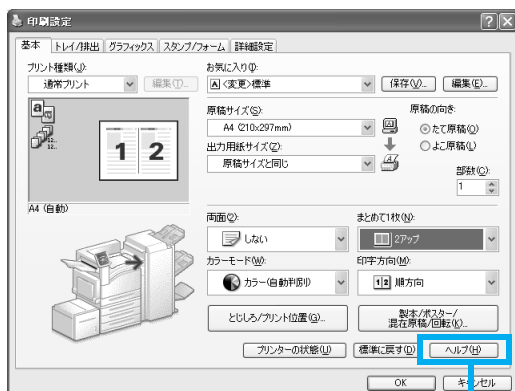 印刷設定
基本 トレイ/排出 グラフィックス スタンプ/フォーム 詳細設定
プリント種類(J):
通常プリント 編集(T)...
お気に入り(I):
<変更>標準 保存(V)... 編集(E)...
原稿サイズ(S):
A4 (210x297mm)
出力用紙サイズ(Z):
原稿サイズと同じ
原稿の向き:
たて原稿(O)
よこ原稿(L)
部数(C):
1
1 2
A4 (自動)
両面(2):
しない
まとめて1枚(N):
2アップ
カラーモード(W):
カラー(自動判別)
印字方向(M):
12 順方向
とじしろ/プリント位置(G)...
製本/ポスター/
混在原稿/回転(K)...
プリンターの状態(U) 標準に戻す(D) ヘルプ(H)
OK キャンセル